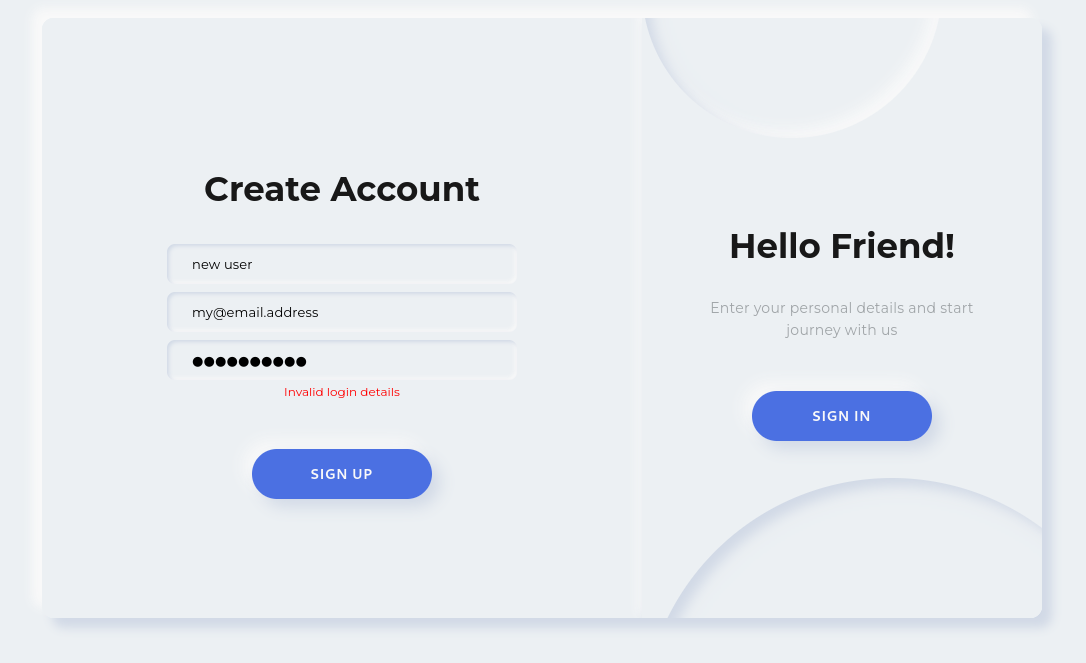 Create Account
new user
my@email.address
●●●●●●●●●●
Invalid login details
SIGN UP
Hello Friend!
Enter your personal details and start
journey with us
SIGN IN